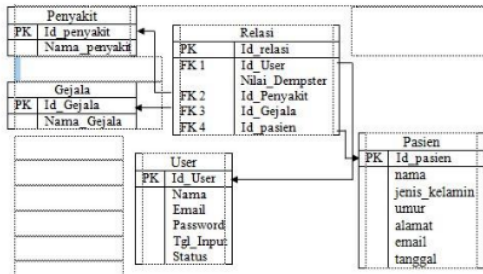 Penyakit
PK Id_penyakit
Nama_penyakit
Gejala
PK Id_Gejala
Nama_Gejala
Relasi
PK Id_relasi
FK 1 Id_User
Nilai_Dempster
FK 2 Id_Penyakit
FK 3 Id_Gejala
FK 4 Id_pasien
User
PK Id_User
Nama
Email
Password
Tgl_Input
Status
Pasien
PK Id_pasien
nama
jenis_kelamin
umur
alamat
email
tanggal